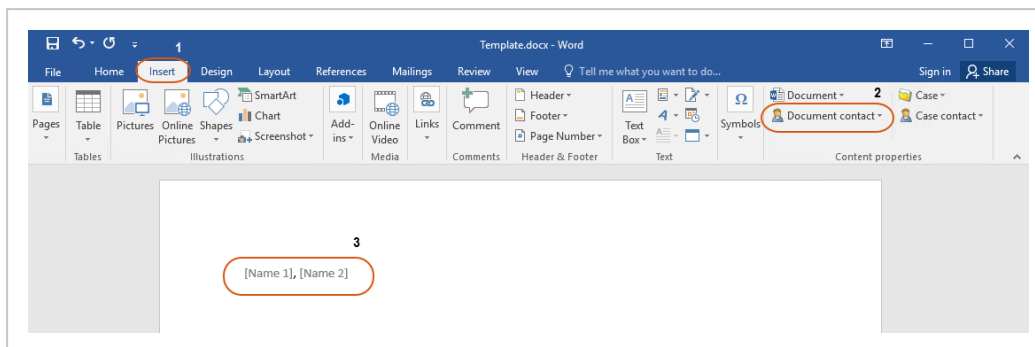 1
Template.docx - Word
File Home Insert Design Layout References Mailings Review View Tell me what you want to do... Sign in Share
2
Pages
Table
Pictures
Online
Pictures
Shapes
SmartArt
Chart
Screenshot
Add-
ins
Online
Video
Links
Comment
Header
Footer
Page Number
Text
Box
Symbols
Document
Document contact
Case
Case contact
Tables Illustrations Media Comments Header & Footer Text Content properties
3
[Name 1], [Name 2]